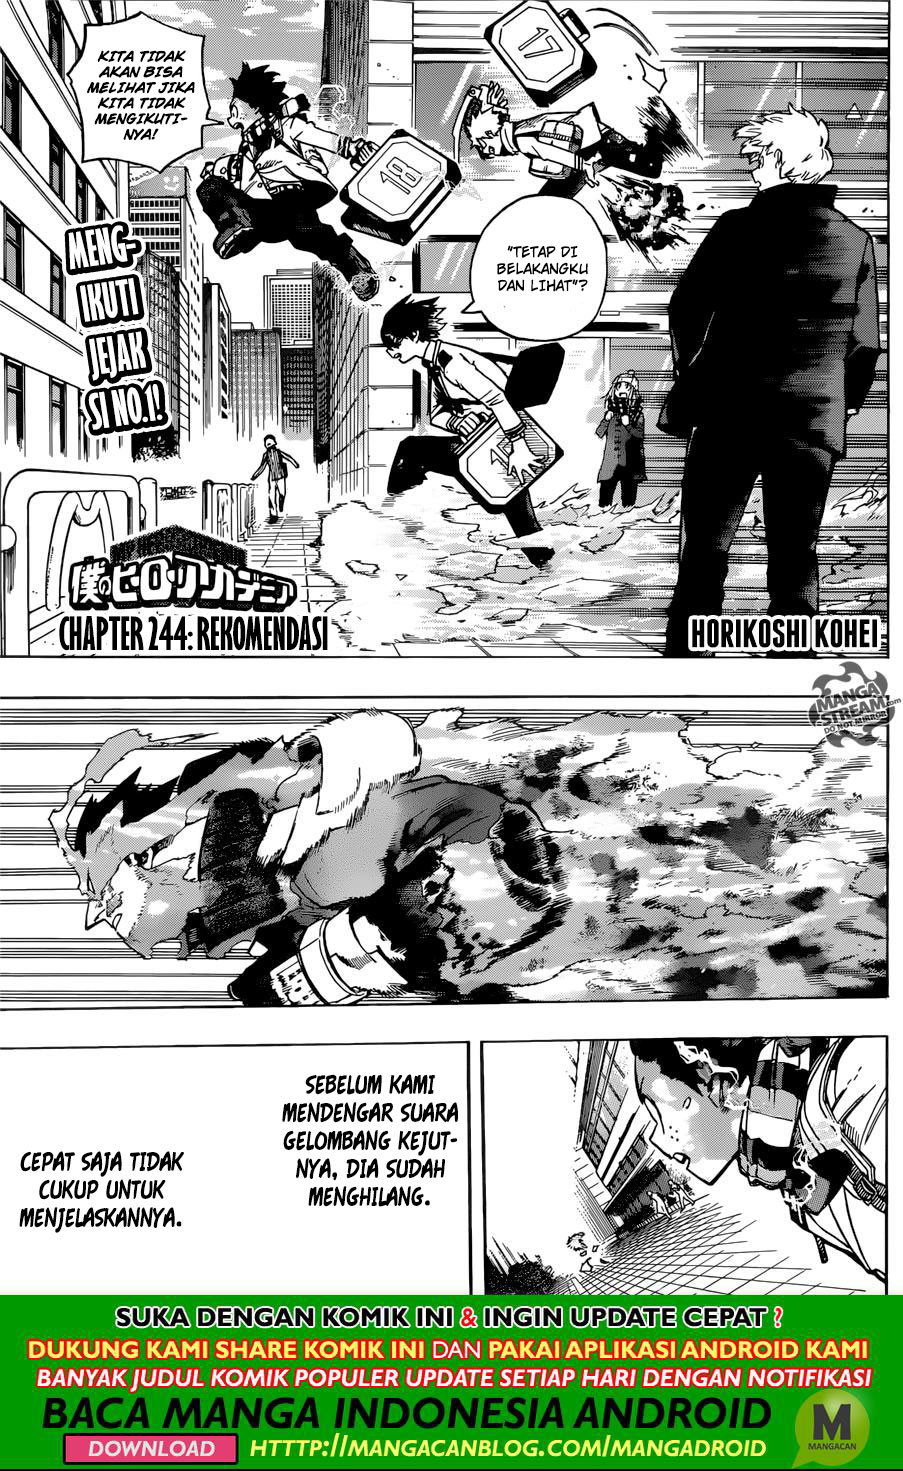 KITA TIDAK
AKAN BISA
MELIHAT JIKA
KITA TIDAK
MENGIKUTI-
NYA!
17
18
"TETAP DI
BELAKANGKU
DAN LIHAT"?
MENG-
IKUTI
JEJAK
SI NO.1!
僕のヒーローアカデミア
CHAPTER 244: REKOMENDASI
HORIKOSHI KOHEI
MANGA
STREAM.com
DO NOT MIRROR
SEBELUM KAMI
MENDENGAR SUARA
GELOMBANG KEJUT-
NYA, DIA SUDAH
MENGHILANG.
CEPAT SAJA TIDAK
CUKUP UNTUK
MENJELASKANNYA.
SUKA DENGAN KOMIK INI & INGIN UPDATE CEPAT ?
DUKUNG KAMI SHARE KOMIK INI DAN PAKAI APLIKASI ANDROID KAMI
BANYAK JUDUL KOMIK POPULER UPDATE SETIAP HARI DENGAN NOTIFIKASI
BACA MANGA INDONESIA ANDROID
DOWNLOAD HTTTP://MANGACANBLOG.COM/MANGADROID
M
MANGACAN